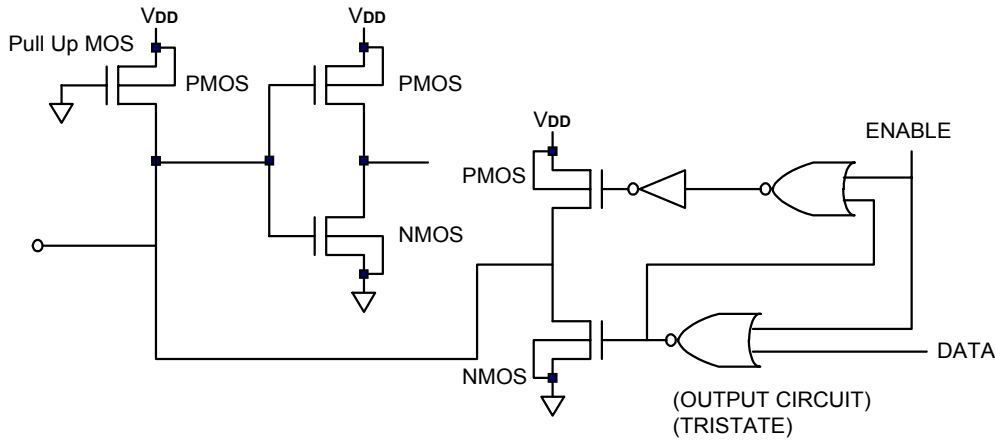 VDD
VDD
Pull Up MOS
PMOS
PMOS
VDD
ENABLE
PMOS
NMOS
DATA
NMOS
(OUTPUT CIRCUIT)
(TRISTATE)